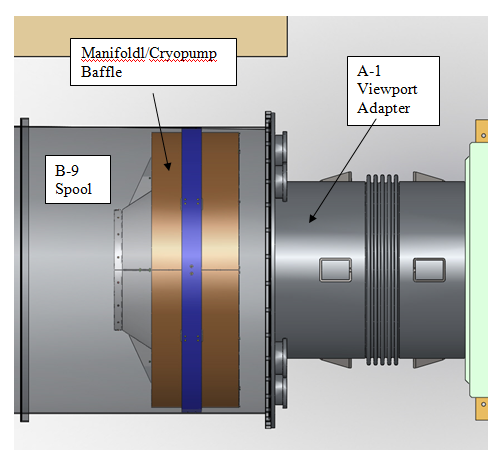 Manifoldl/Cryopump
Baffle
A-1
Viewport
Adapter
B-9
Spool